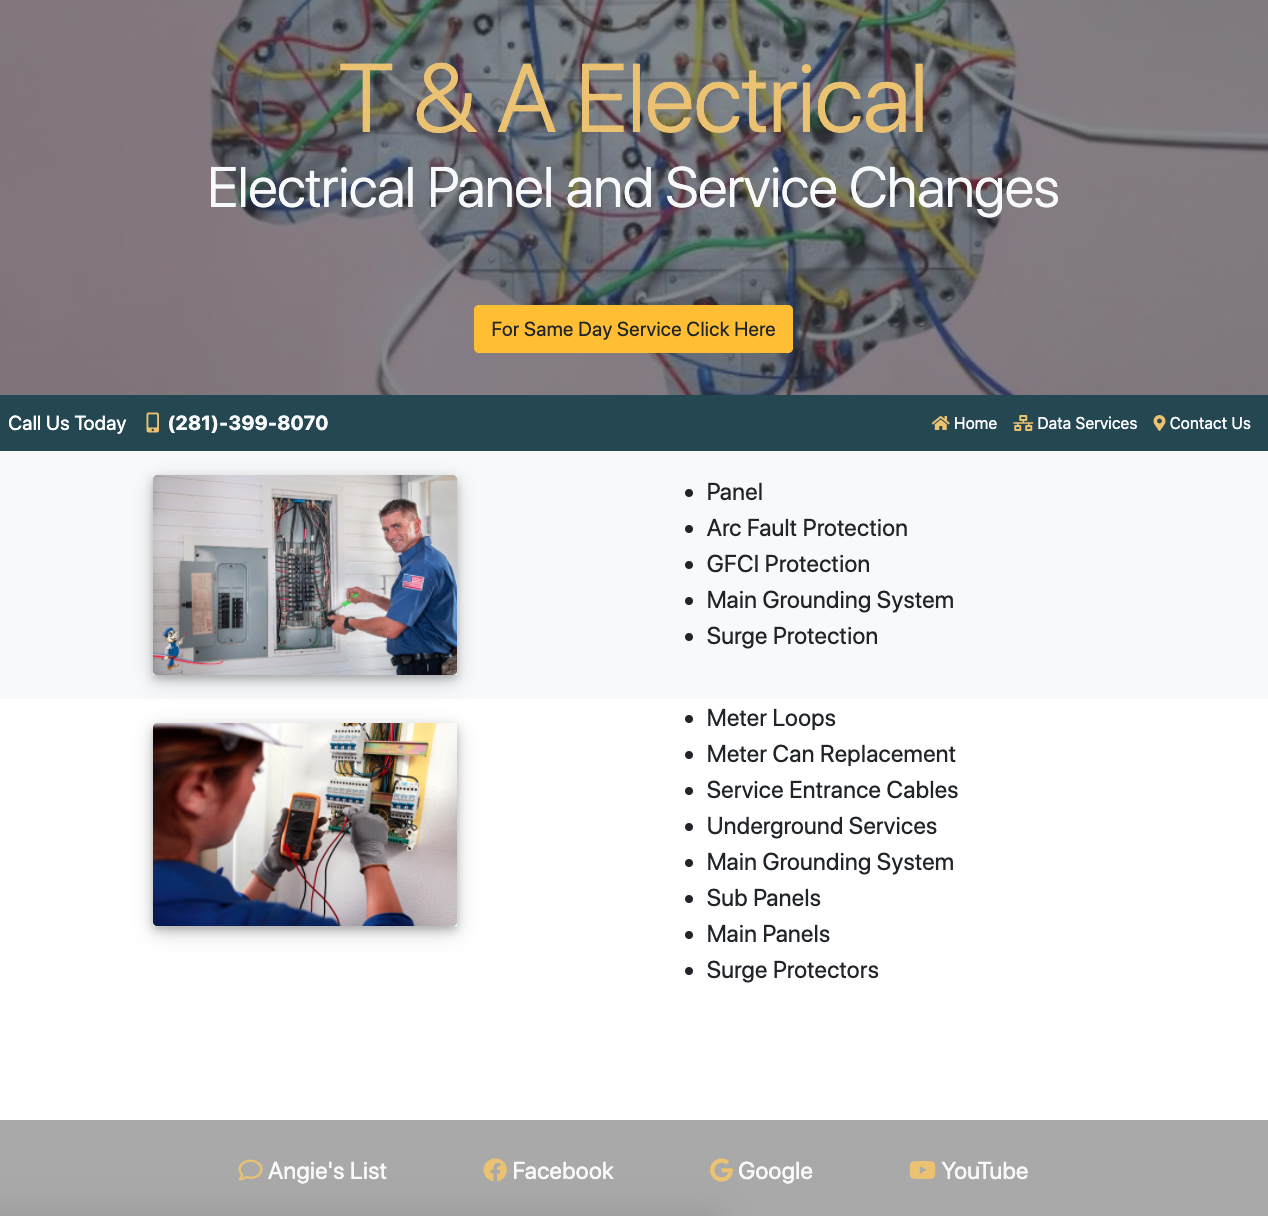 T & A Electrical
Electrical Panel and Service Changes
For Same Day Service Click Here
Call Us Today (281)-399-8070 Home Data Services Contact Us
Panel
Arc Fault Protection
GFCI Protection
Main Grounding System
Surge Protection
Meter Loops
Meter Can Replacement
Service Entrance Cables
Underground Services
Main Grounding System
Sub Panels
Main Panels
Surge Protectors
Angie's List Facebook Google YouTube